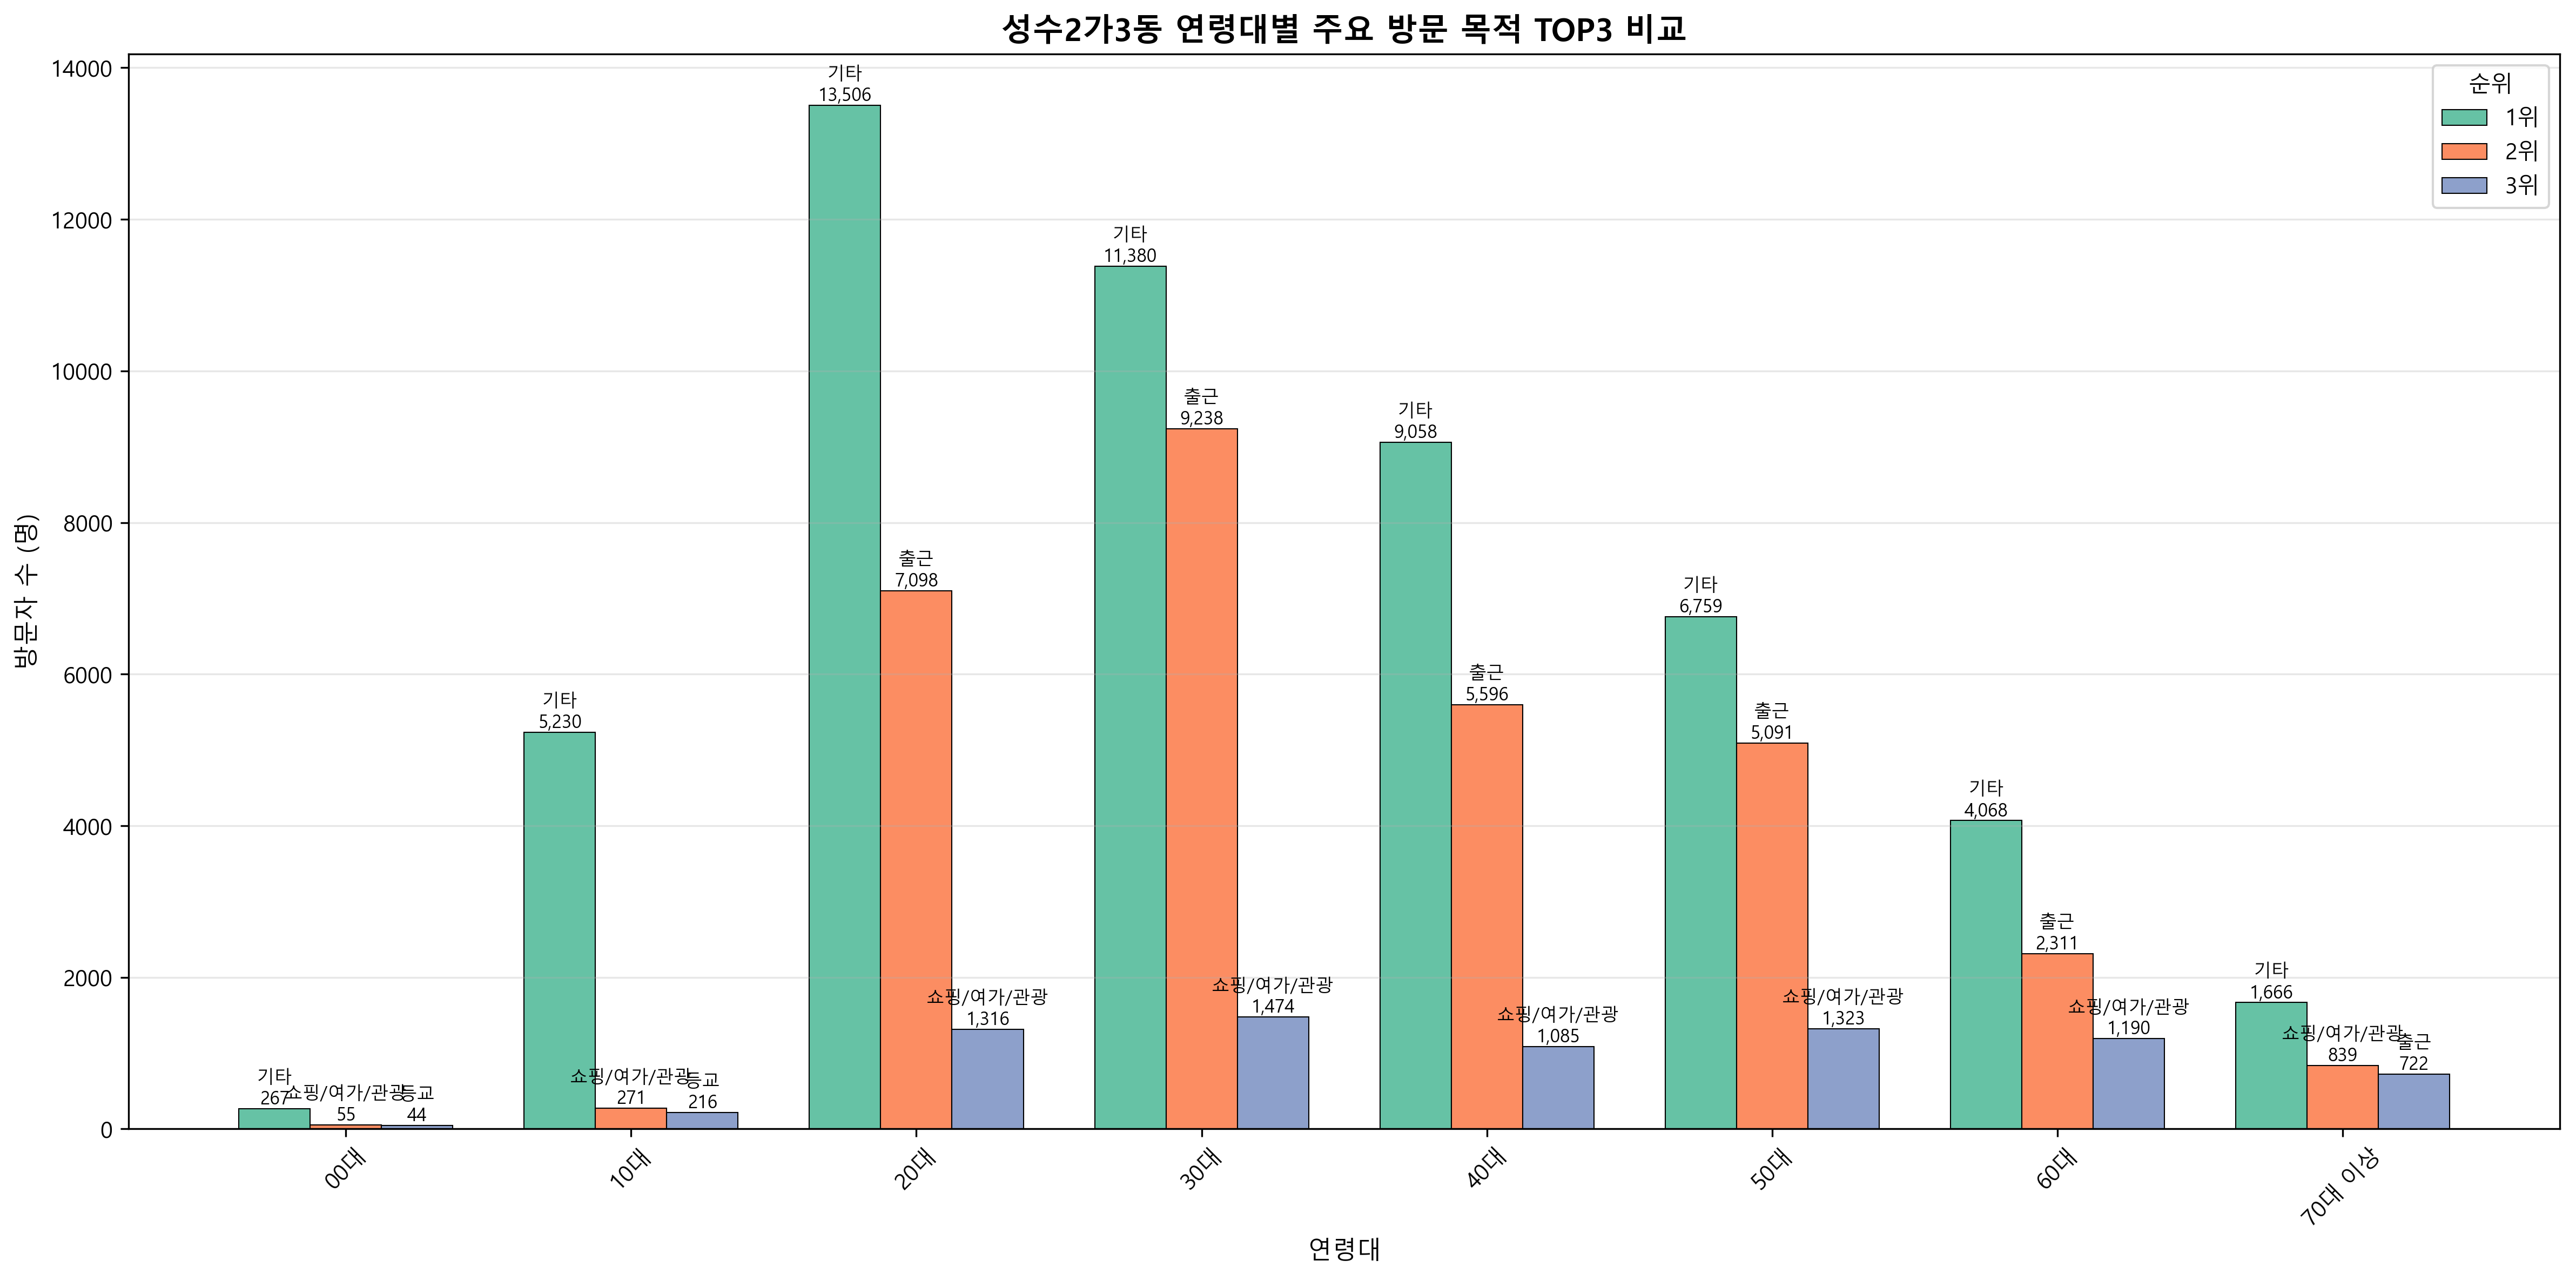 성수2가3동 연령대별 주요 방문 목적 TOP3 비교
순위
1위
2위
3위
방문자 수 (명)
14000
12000
10000
8000
6000
4000
2000
0
기타
267
쇼핑/여가/관광
55
등교
44
기타
5,230
쇼핑/여가/관광
271
등교
216
기타
13,506
출근
7,098
쇼핑/여가/관광
1,316
기타
11,380
출근
9,238
쇼핑/여가/관광
1,474
기타
9,058
출근
5,596
쇼핑/여가/관광
1,085
기타
6,759
출근
5,091
쇼핑/여가/관광
1,323
기타
4,068
출근
2,311
쇼핑/여가/관광
1,190
기타
1,666
쇼핑/여가/관광
839
출근
722
00대
10대
20대
30대
40대
50대
60대
70대 이상
연령대